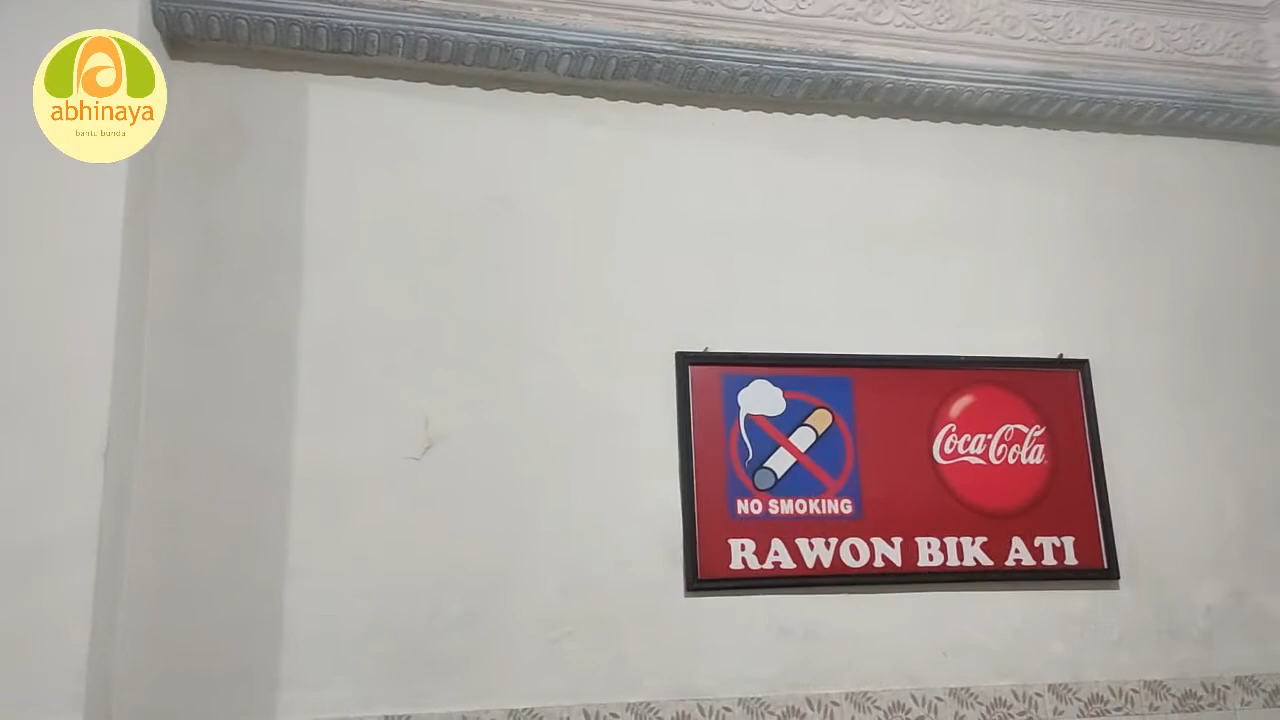 abhinaya
bantu bunda
NO SMOKING
Coca-Cola
RAWON BIK ATI